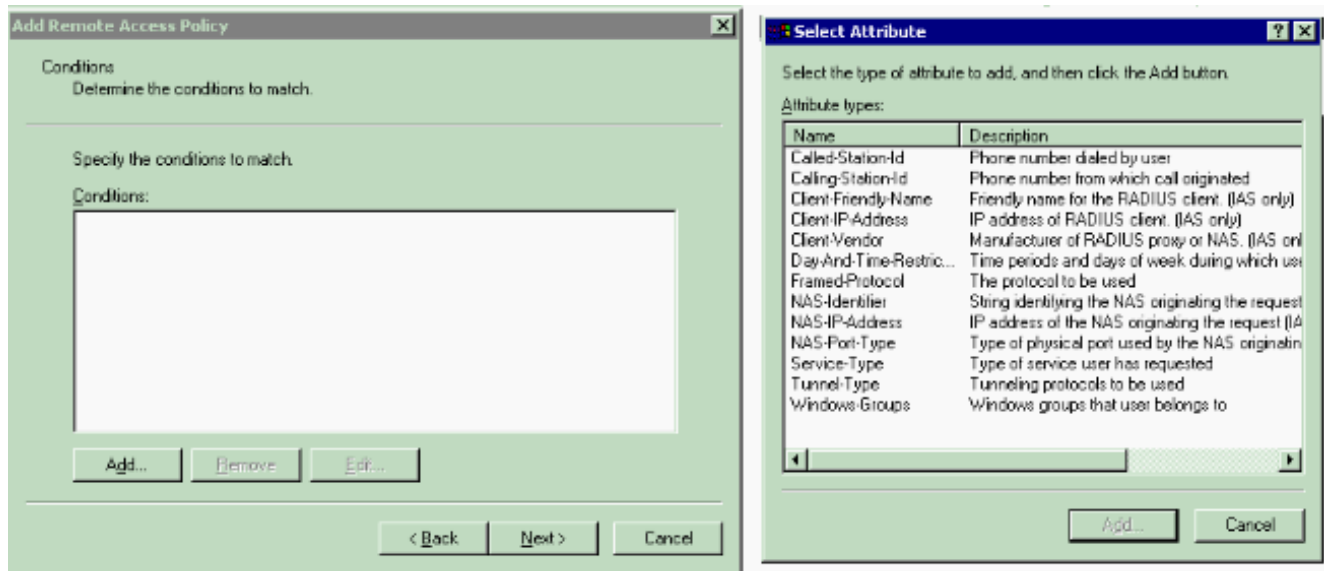 Add Remote Access Policy
Conditions
Determine the conditions to match.
Specify the conditions to match.
Conditions:
Add...
Remove
Edit...
< Back
Next >
Cancel
Select Attribute
Select the type of attribute to add, and then click the Add button.
Attribute types:
Name Description
Called-Station-Id Phone number dialed by user
Calling-Station-Id Phone number from which call originated
Client-Friendly-Name Friendly name for the RADIUS client. (IAS only)
Client-IP-Address IP address of RADIUS client. (IAS only)
Client-Vendor Manufacturer of RADIUS proxy or NAS. (IAS onl
Day-And-Time-Restric... Time periods and days of week during which use
Framed-Protocol The protocol to be used
NAS-Identifier String identifying the NAS originating the request
NAS-IP-Address IP address of the NAS originating the request (IA
NAS-Port-Type Type of physical port used by the NAS originatin
Service-Type Type of service user has requested
Tunnel-Type Tunneling protocols to be used
Windows-Groups Windows groups that user belongs to
Add...
Cancel